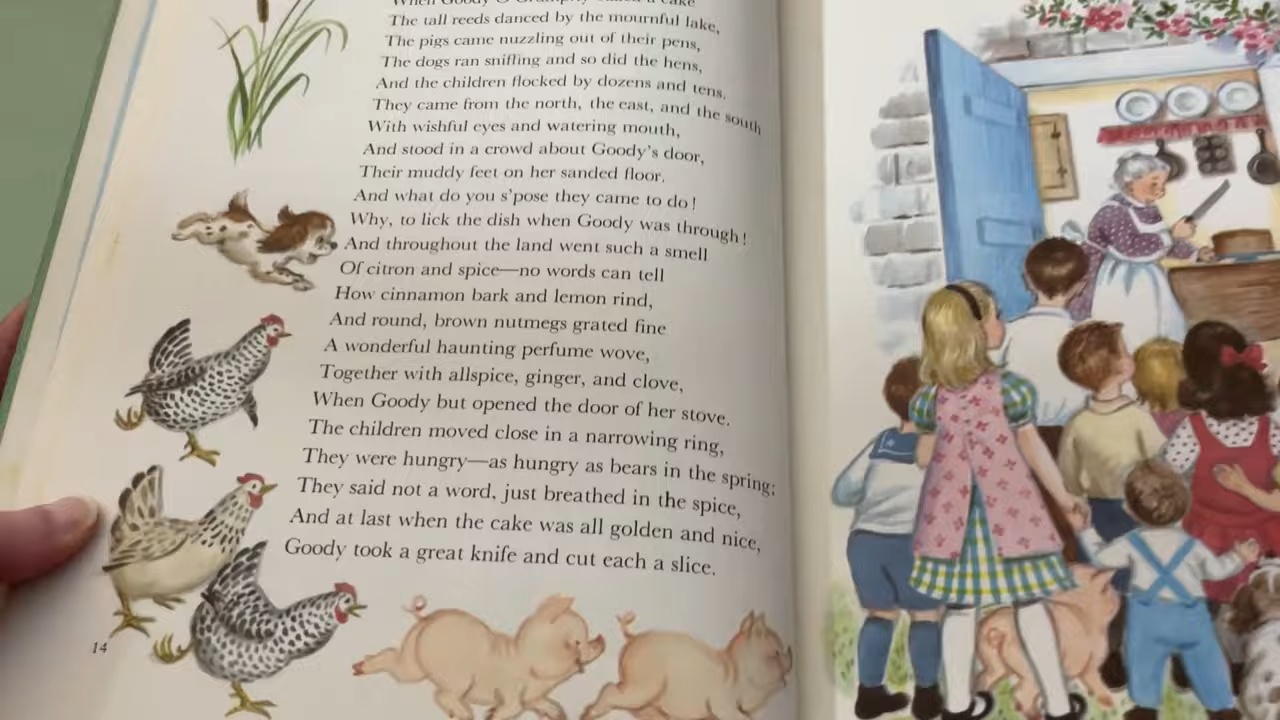 When Goody O'Grumpity baked a cake
The tall reeds danced by the mournful lake,
The pigs came nuzzling out of their pens,
The dogs ran sniffing and so did the hens,
And the children flocked by dozens and tens.
They came from the north, the east, and the south
With wishful eyes and watering mouth,
And stood in a crowd about Goody's door,
Their muddy feet on her sanded floor.
And what do you s'pose they came to do!
Why, to lick the dish when Goody was through!
And throughout the land went such a smell
Of citron and spice—no words can tell
How cinnamon bark and lemon rind,
And round, brown nutmegs grated fine
A wonderful haunting perfume wove,
Together with allspice, ginger, and clove,
When Goody but opened the door of her stove.
The children moved close in a narrowing ring,
They were hungry—as hungry as bears in the spring;
They said not a word, just breathed in the spice,
And at last when the cake was all golden and nice,
Goody took a great knife and cut each a slice.
14